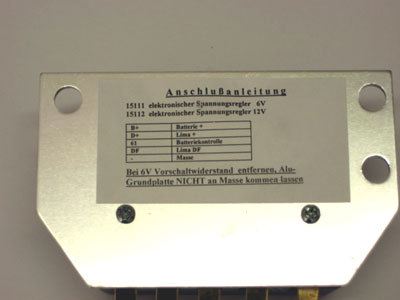 Anschlußanleitung
15111 elektronischer Spannungsregler 6V
15112 elektronischer Spannungsregler 12V
B+ Batterie +
D+ Lima +
61 Batteriekontrolle
DF Lima DF
- Masse
Bei 6V Vorschaltwiderstand entfernen, Alu-
Grundplatte NICHT an Masse kommen lassen